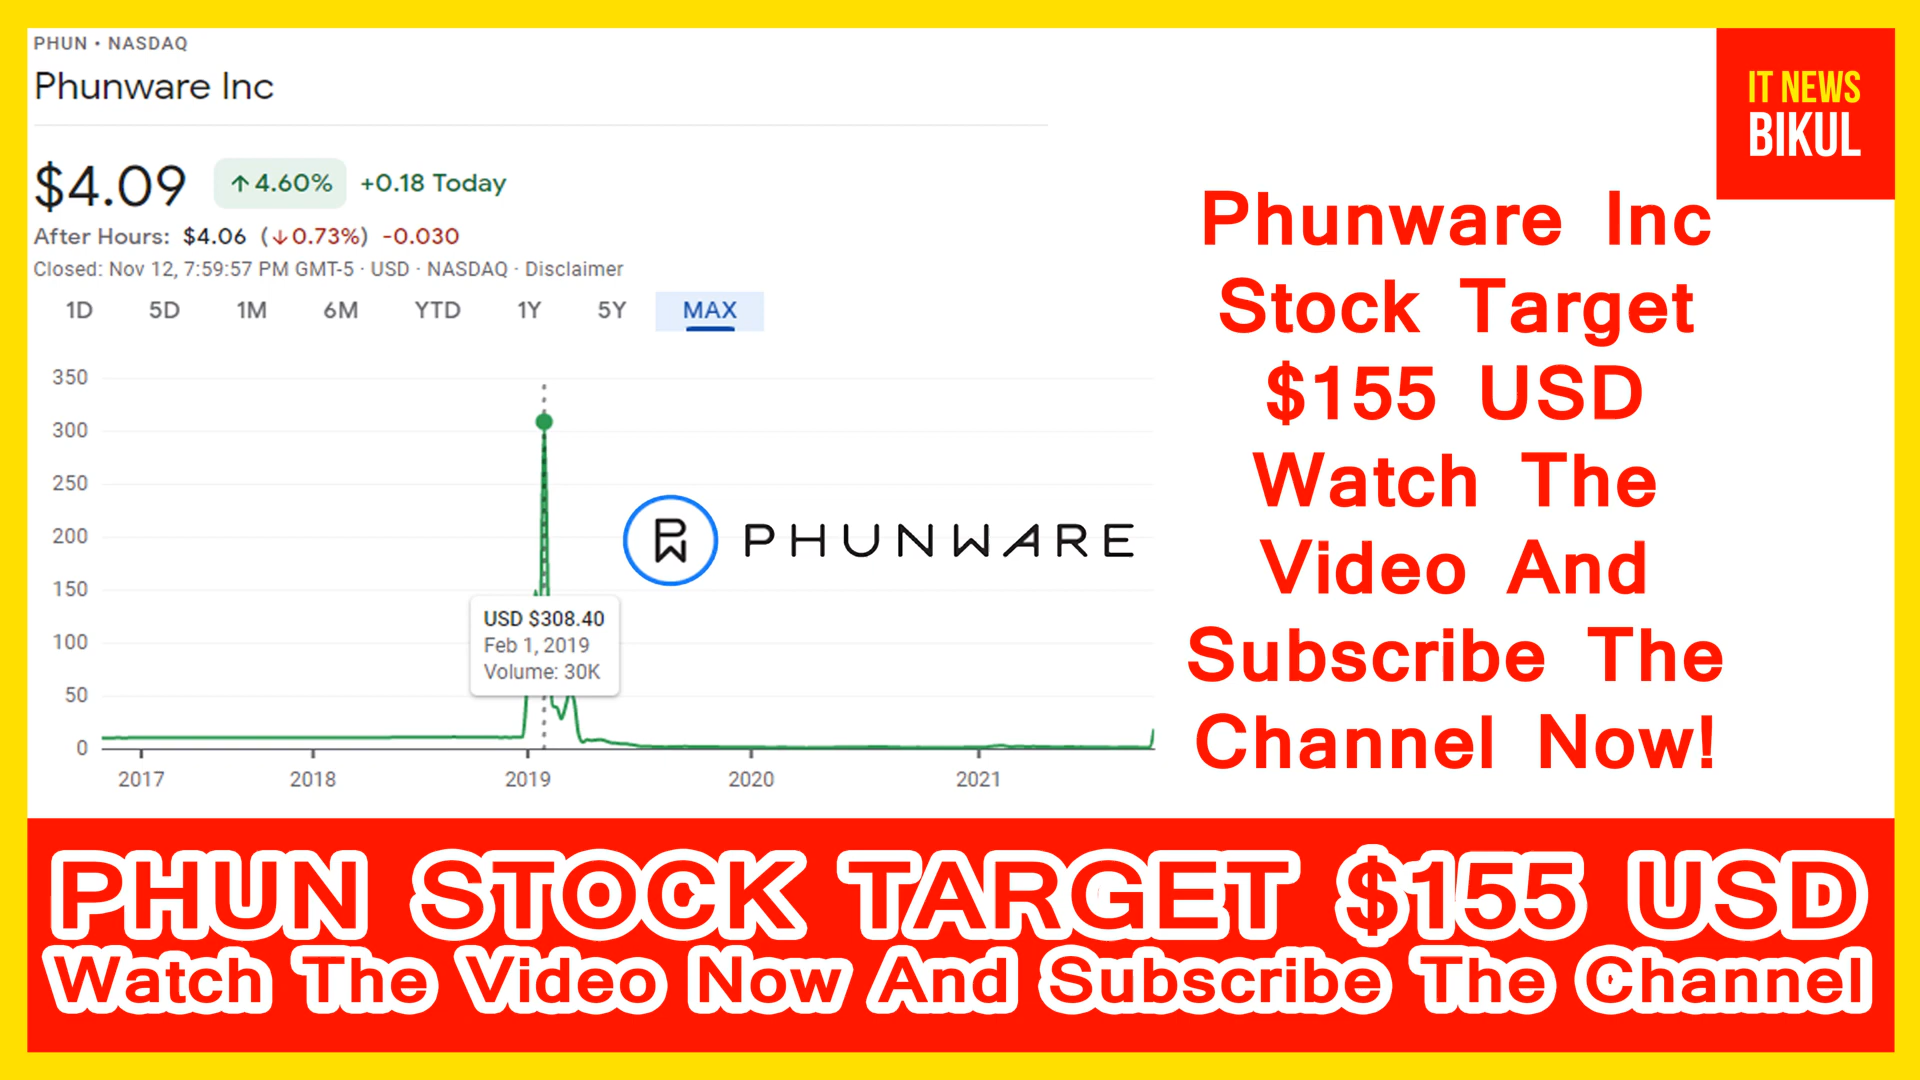 PHUN • NASDAQ
Phunware Inc
$4.09 ↑4.60% +0.18 Today
After Hours: $4.06 (↓0.73%) -0.030
Closed: Nov 12, 7:59:57 PM GMT-5 · USD · NASDAQ · Disclaimer
1D 5D 1M 6M YTD 1Y 5Y MAX
350
300
250
200
150
100
50
0
2017 2018 2019 2020 2021
USD $308.40
Feb 1, 2019
Volume: 30K
PW PHUNWARE
IT NEWS
BIKUL
Phunware Inc
Stock Target
$155 USD
Watch The
Video And
Subscribe The
Channel Now!
PHUN STOCK TARGET $155 USD
Watch The Video Now And Subscribe The Channel